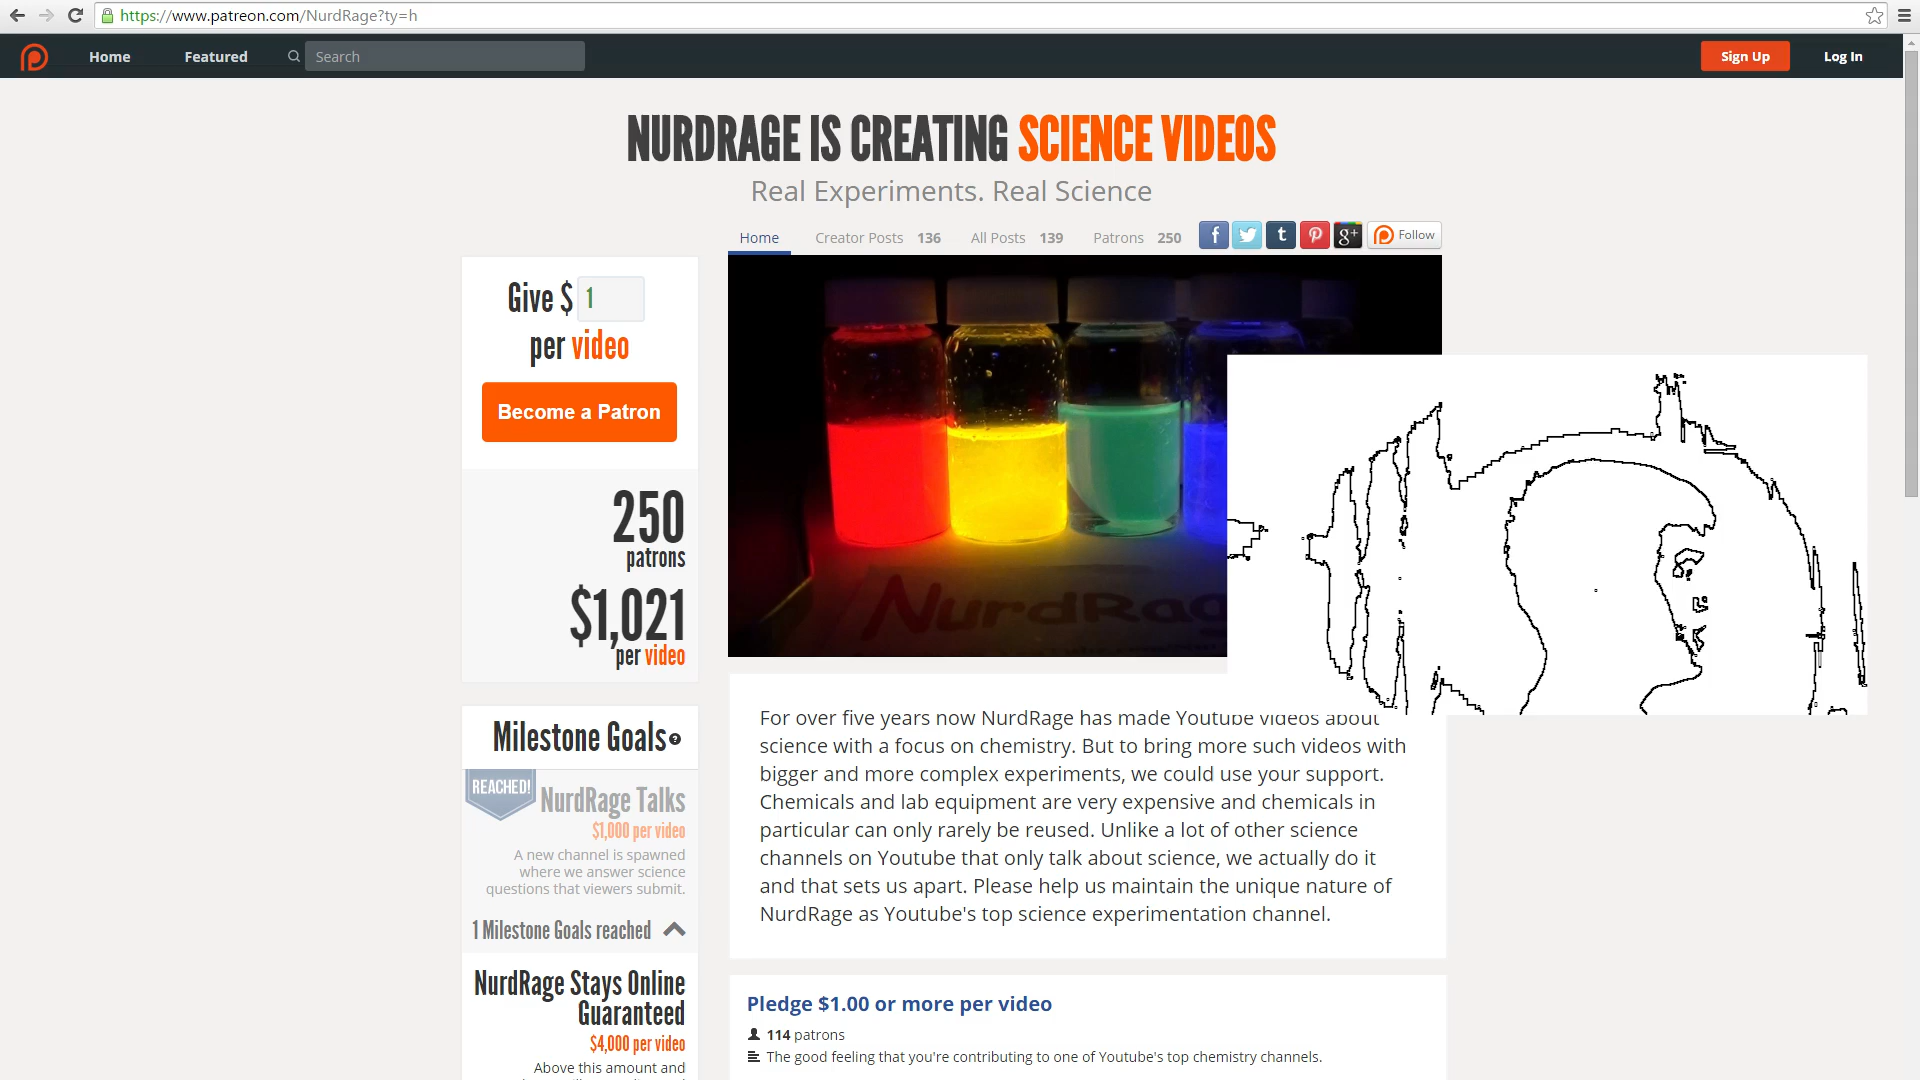 https://www.patreon.com/NurdRage?ty=h
Home
Featured
Search
Sign Up
Log In
NURDRAGE IS CREATING SCIENCE VIDEOS
Real Experiments. Real Science
Home
Creator Posts 136
All Posts 139
Patrons 250
Follow
Give $ 1
per video
Become a Patron
250
patrons
$1,021
per video
NurdRag
Milestone Goals
REACHED!
NurdRage Talks
$1,000 per video
A new channel is spawned
where we answer science
questions that viewers submit.
1 Milestone Goals reached
NurdRage Stays Online
Guaranteed
$4,000 per video
Above this amount and
For over five years now NurdRage has made Youtube videos about
science with a focus on chemistry. But to bring more such videos with
bigger and more complex experiments, we could use your support.
Chemicals and lab equipment are very expensive and chemicals in
particular can only rarely be reused. Unlike a lot of other science
channels on Youtube that only talk about science, we actually do it
and that sets us apart. Please help us maintain the unique nature of
NurdRage as Youtube's top science experimentation channel.
Pledge $1.00 or more per video
114 patrons
The good feeling that you're contributing to one of Youtube's top chemistry channels.